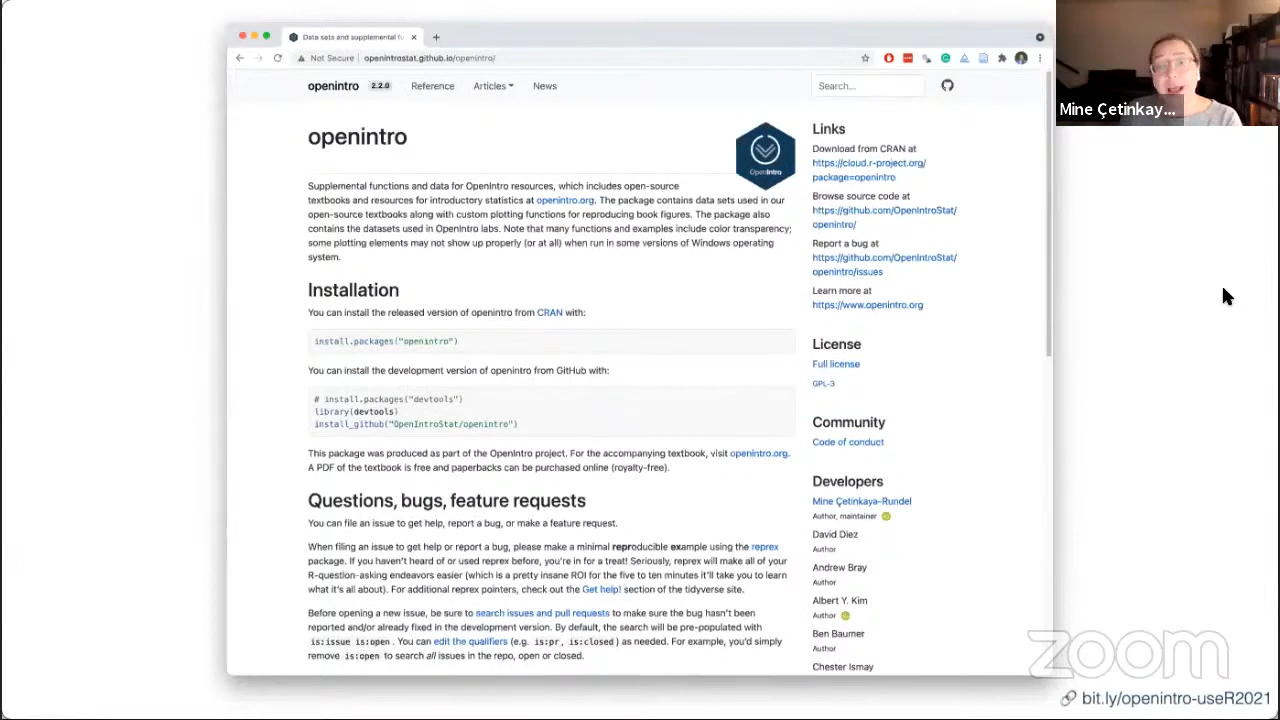 Data sets and supplemental fu
Not Secure
openintrostat.github.io/openintro/
openintro 2.2.0 Reference Articles News
Search...
openintro
OpenIntro
Supplemental functions and data for OpenIntro resources, which includes open-source
textbooks and resources for introductory statistics at openintro.org. The package contains data sets used in our
open-source textbooks along with custom plotting functions for reproducing book figures. The package also
contains the datasets used in OpenIntro labs. Note that many functions and examples include color transparency;
some plotting elements may not show up properly (or at all) when run in some versions of Windows operating
system.
Installation
You can install the released version of openintro from CRAN with:
install.packages("openintro")
You can install the development version of openintro from GitHub with:
# install.packages("devtools")
library(devtools)
install_github("OpenIntroStat/openintro")
This package was produced as part of the OpenIntro project. For the accompanying textbook, visit openintro.org.
A PDF of the textbook is free and paperbacks can be purchased online (royalty-free).
Questions, bugs, feature requests
You can file an issue to get help, report a bug, or make a feature request.
When filing an issue to get help or report a bug, please make a minimal reproducible example using the reprex
package. If you haven't heard of or used reprex before, you're in for a treat! Seriously, reprex will make all of your
R-question-asking endeavors easier (which is a pretty insane ROI for the five to ten minutes it'll take you to learn
what it's all about). For additional reprex pointers, check out the Get help! section of the tidyverse site.
Before opening a new issue, be sure to search issues and pull requests to make sure the bug hasn't been
reported and/or already fixed in the development version. By default, the search will be pre-populated with
is:issue is:open. You can edit the qualifiers (e.g. is:pr, is:closed) as needed. For example, you'd simply
remove is:open to search all issues in the repo, open or closed.
Links
Download from CRAN at
https://cloud.r-project.org/
package=openintro
Browse source code at
https://github.com/OpenIntroStat/
openintro/
Report a bug at
https://github.com/OpenIntroStat/
openintro/issues
Learn more at
https://www.openintro.org
License
Full license
GPL-3
Community
Code of conduct
Developers
Mine Çetinkaya-Rundel
Author, maintainer
David Diez
Author
Andrew Bray
Author
Albert Y. Kim
Author
Ben Baumer
Author
Chester Ismay
Mine Çetinkay...
zoom
bit.ly/openintro-useR2021